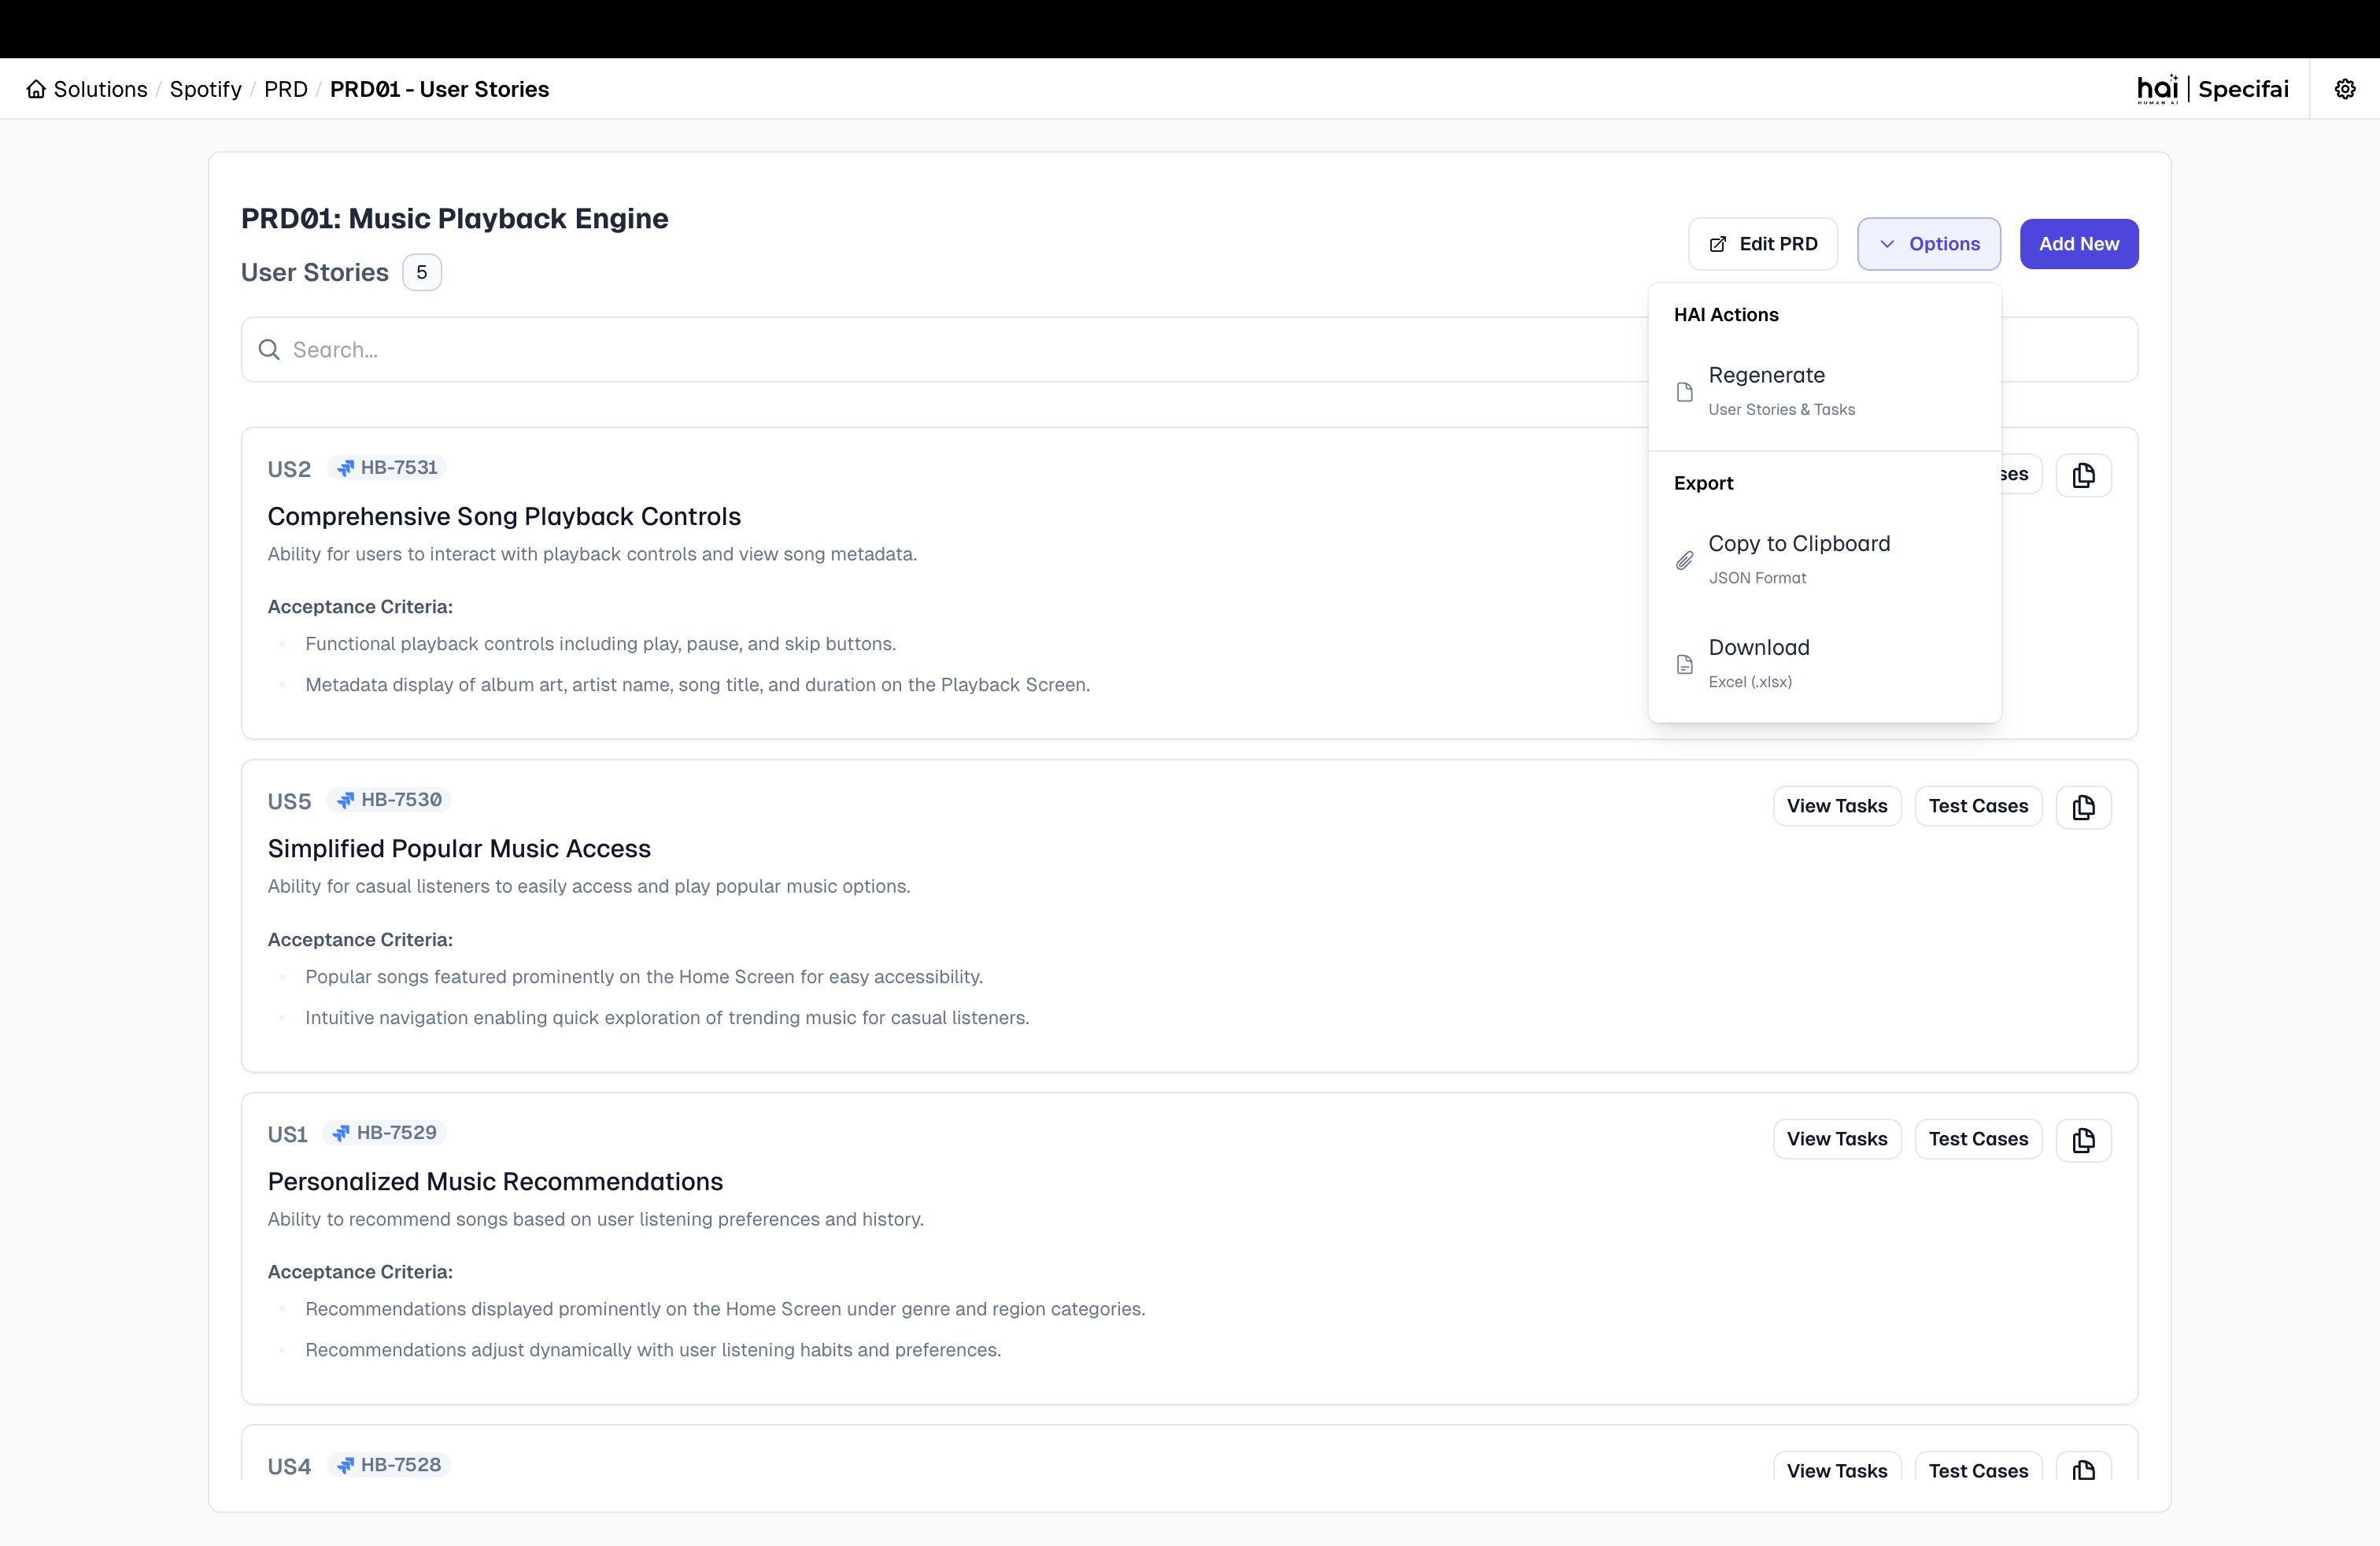 Solutions / Spotify / PRD / PRD01 - User Stories
hai | Specifai
HUMAN AI
PRD01: Music Playback Engine
User Stories 5
Edit PRD
Options
Add New
Search...
HAI Actions
Regenerate
User Stories & Tasks
Export
Copy to Clipboard
JSON Format
Download
Excel (.xlsx)
US2 HB-7531
ses
Comprehensive Song Playback Controls
Ability for users to interact with playback controls and view song metadata.
Acceptance Criteria:
Functional playback controls including play, pause, and skip buttons.
Metadata display of album art, artist name, song title, and duration on the Playback Screen.
US5 HB-7530
View Tasks
Test Cases
Simplified Popular Music Access
Ability for casual listeners to easily access and play popular music options.
Acceptance Criteria:
Popular songs featured prominently on the Home Screen for easy accessibility.
Intuitive navigation enabling quick exploration of trending music for casual listeners.
US1 HB-7529
View Tasks
Test Cases
Personalized Music Recommendations
Ability to recommend songs based on user listening preferences and history.
Acceptance Criteria:
Recommendations displayed prominently on the Home Screen under genre and region categories.
Recommendations adjust dynamically with user listening habits and preferences.
US4 HB-7528
View Tasks
Test Cases